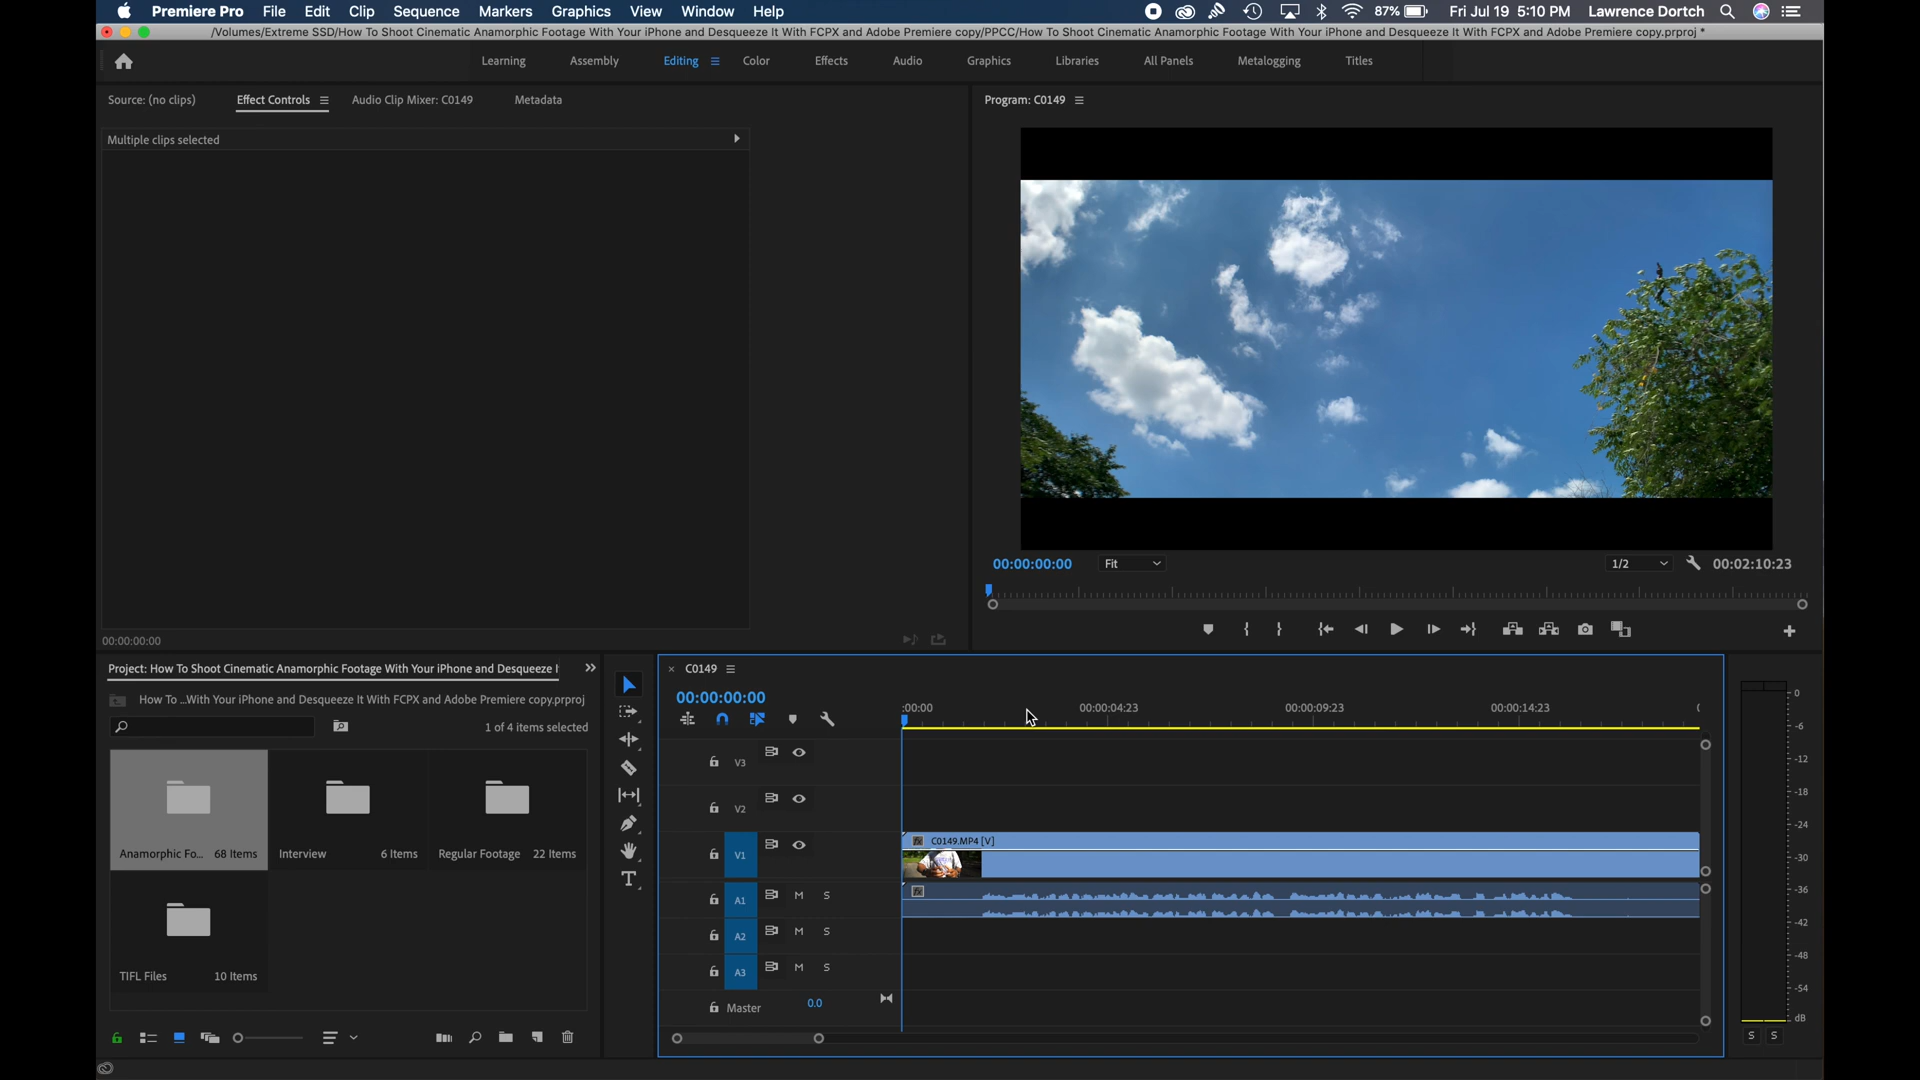 Premiere Pro File Edit Clip Sequence Markers Graphics View Window Help 87% Fri Jul 19 5:10 PM Lawrence Dortch
/Volumes/Extreme SSD/How To Shoot Cinematic Anamorphic Footage With Your iPhone and Desqueeze It With FCPX and Adobe Premiere copy/PPCC/How To Shoot Cinematic Anamorphic Footage With Your iPhone and Desqueeze It With FCPX and Adobe Premiere copy.prproj *
Learning Assembly Editing Color Effects Audio Graphics Libraries All Panels Metalogging Titles
Source: (no clips) Effect Controls Audio Clip Mixer: C0149 Metadata
Program: C0149
Multiple clips selected
00:00:00:00 Fit 1/2 00:02:10:23
00:00:00:00
Project: How To Shoot Cinematic Anamorphic Footage With Your iPhone and Desqueeze I
How To ...With Your iPhone and Desqueeze It With FCPX and Adobe Premiere copy.prproj
1 of 4 items selected
Anamorphic Fo... 68 Items
Interview 6 Items
Regular Footage 22 Items
TIFL Files 10 Items
C0149
00:00:00:00
:00:00 00:00:04:23 00:00:09:23 00:00:14:23
V3
V2
V1 C0149.MP4 [V]
fx
A1 M S fx
A2 M S
A3 M S
Master 0.0
T
0
-6
-12
-18
-24
-30
-36
-42
-48
-54
dB
S S